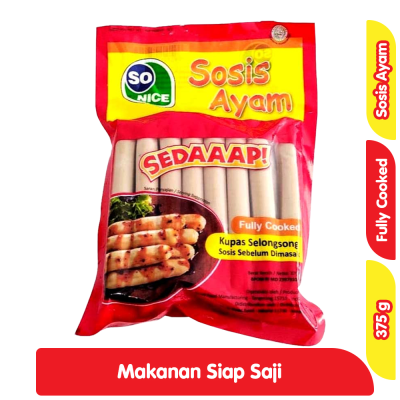 SO
NICE
Sosis
Ayam
SEDAAAP!
Fully Cooked
Kupas Selongsong
Sosis Sebelum Dimasa
Sosis Ayam
Fully Cooked
375 g
Makanan Siap Saji